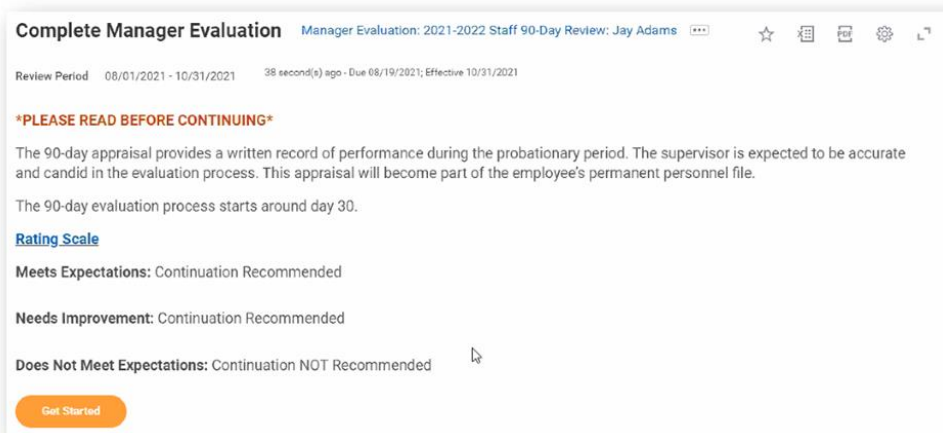 Complete Manager Evaluation Manager Evaluation: 2021-2022 Staff 90-Day Review: Jay Adams
PDF
Review Period 08/01/2021 - 10/31/2021 38 second(s) ago - Due 08/19/2021; Effective 10/31/2021
*PLEASE READ BEFORE CONTINUING*
The 90-day appraisal provides a written record of performance during the probationary period. The supervisor is expected to be accurate
and candid in the evaluation process. This appraisal will become part of the employee's permanent personnel file.
The 90-day evaluation process starts around day 30.
Rating Scale
Meets Expectations: Continuation Recommended
Needs Improvement: Continuation Recommended
Does Not Meet Expectations: Continuation NOT Recommended
Get Started